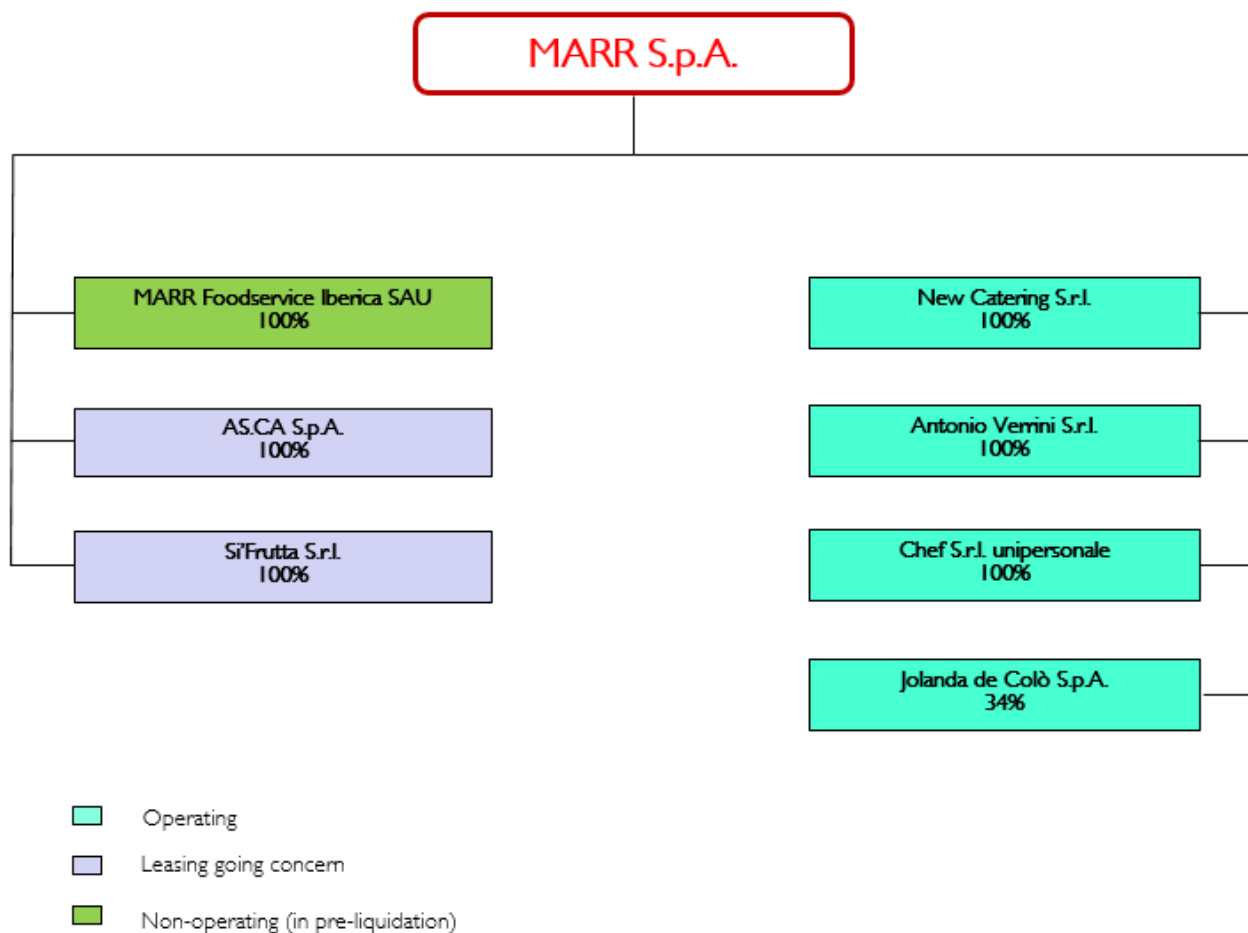 MARR S.p.A.
MARR Foodservice Iberica SAU
100%
AS.CA S.p.A.
100%
Si'Frutta S.r.l.
100%
New Catering S.r.l.
100%
Antonio Verrini S.r.l.
100%
Chef S.r.l. unipersonale
100%
Jolanda de Colò S.p.A.
34%
Operating
Leasing going concern
Non-operating (in pre-liquidation)